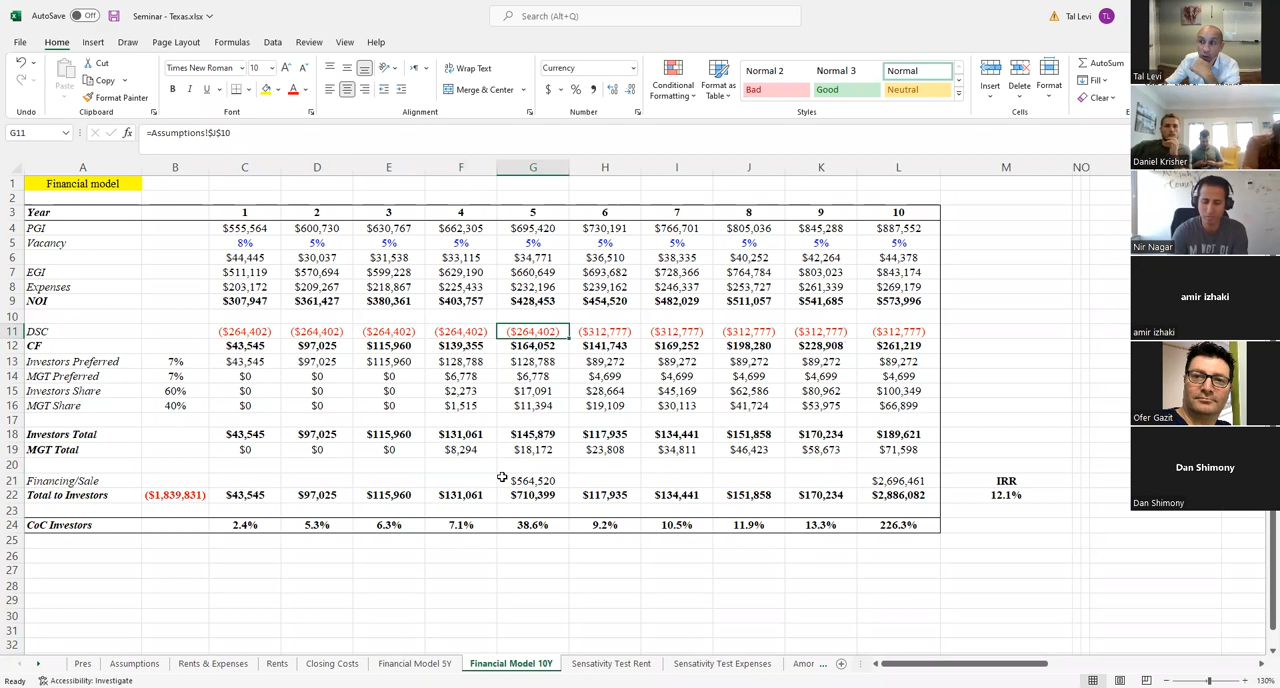 AutoSave Off Seminar - Texas.xlsx Search (Alt+Q) Tal Levi TL
File Home Insert Draw Page Layout Formulas Data Review View Help
Cut Times New Roman 10 Wrap Text Currency Normal 2 Normal 3 Normal AutoSum
Paste Copy Conditional Formatting Format as Table Insert Delete Format Fill
Format Painter B I U A Merge & Center $ % Bad Good Neutral Clear
Undo Clipboard Font Alignment Number Styles Cells
G11 fx =Assumptions!$J$10
A B C D E F G H I J K L M NO
1 Financial model
2
3 Year 1 2 3 4 5 6 7 8 9 10
4 PGI $555,564 $600,730 $630,767 $662,305 $695,420 $730,191 $766,701 $805,036 $845,288 $887,552
5 Vacancy 8% 5% 5% 5% 5% 5% 5% 5% 5% 5%
6 $44,445 $30,037 $31,538 $33,115 $34,771 $36,510 $38,335 $40,252 $42,264 $44,378
7 EGI $511,119 $570,694 $599,228 $629,190 $660,649 $693,682 $728,366 $764,784 $803,023 $843,174
8 Expenses $203,172 $209,267 $218,867 $225,433 $232,196 $239,162 $246,337 $253,727 $261,339 $269,179
9 NOI $307,947 $361,427 $380,361 $403,757 $428,453 $454,520 $482,029 $511,057 $541,685 $573,996
10
11 DSC ($264,402) ($264,402) ($264,402) ($264,402) ($264,402) ($312,777) ($312,777) ($312,777) ($312,777) ($312,777)
12 CF $43,545 $97,025 $115,960 $139,355 $164,052 $141,743 $169,252 $198,280 $228,908 $261,219
13 Investors Preferred 7% $43,545 $97,025 $115,960 $128,788 $128,788 $89,272 $89,272 $89,272 $89,272 $89,272
14 MGT Preferred 7% $0 $0 $0 $6,778 $6,778 $4,699 $4,699 $4,699 $4,699 $4,699
15 Investors Share 60% $0 $0 $0 $2,273 $17,091 $28,664 $45,169 $62,586 $80,962 $100,349
16 MGT Share 40% $0 $0 $0 $1,515 $11,394 $19,109 $30,113 $41,724 $53,975 $66,899
17
18 Investors Total $43,545 $97,025 $115,960 $131,061 $145,879 $117,935 $134,441 $151,858 $170,234 $189,621
19 MGT Total $0 $0 $0 $8,294 $18,172 $23,808 $34,811 $46,423 $58,673 $71,598
20
21 Financing/Sale $564,520 $2,696,461 IRR
22 Total to Investors ($1,839,831) $43,545 $97,025 $115,960 $131,061 $710,399 $117,935 $134,441 $151,858 $170,234 $2,886,082 12.1%
23
24 CoC Investors 2.4% 5.3% 6.3% 7.1% 38.6% 9.2% 10.5% 11.9% 13.3% 226.3%
25
26
27
28
29
30
31
32
Pres Assumptions Rents & Expenses Rents Closing Costs Financial Model 5Y Financial Model 10Y Sensativity Test Rent Sensativity Test Expenses Amor ...
Ready Accessibility: Investigate 130%
Tal Levi
Daniel Krisher
Nir Nagar
amir izhaki
amir izhaki
Ofer Gazit
Dan Shimony
Dan Shimony